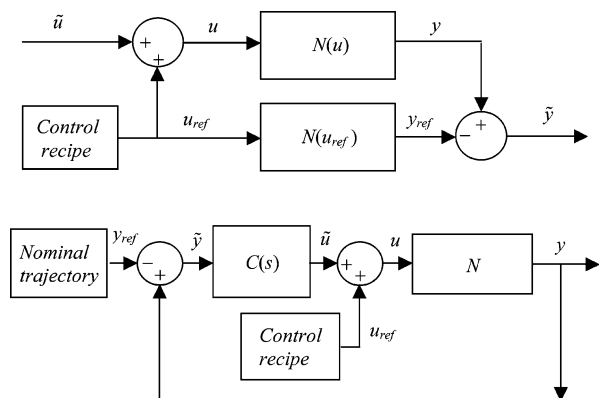 ũ
+
+
u
N(u)
y
Control
recipe
u_ref
N(u_ref)
y_ref
−
+
ỹ
Nominal
trajectory
y_ref
−
+
ỹ
C(s)
ũ
+
+
u
N
y
Control
recipe
u_ref